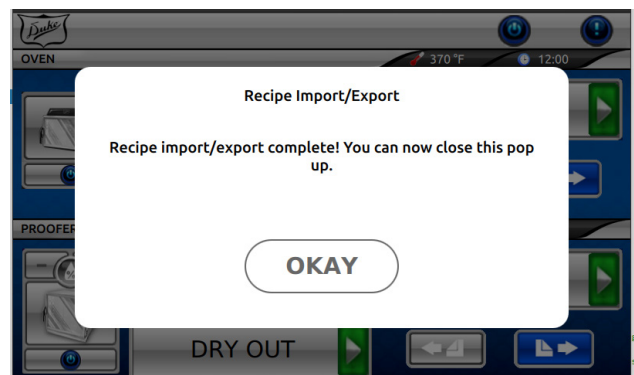 Duke
OVEN
370 °F
12:00
Recipe Import/Export
Recipe import/export complete! You can now close this pop
up.
OKAY
PROOFER
DRY OUT